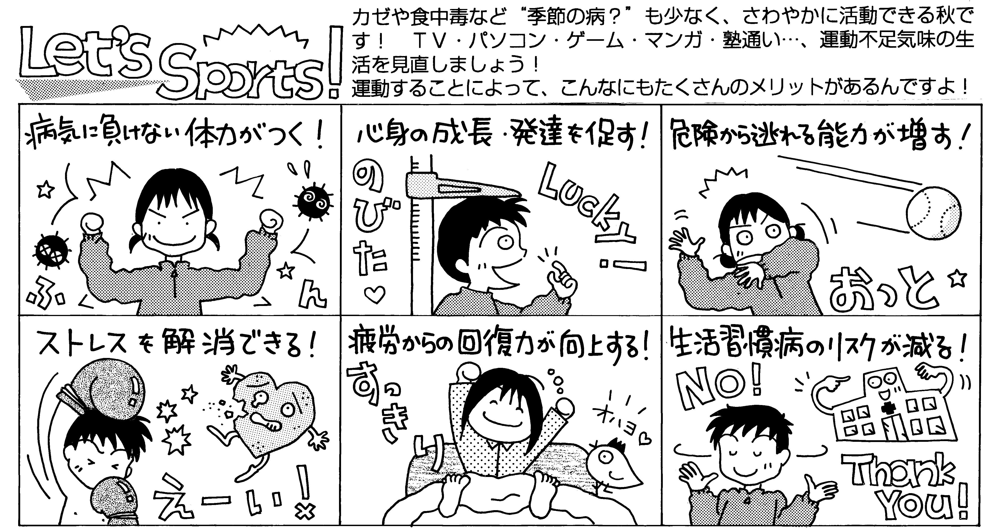 Let's Sports!
カゼや食中毒など“季節の病？”も少なく、さわやかに活動できる秋で
す！　ＴＶ・パソコン・ゲーム・マンガ・塾通い…、運動不足気味の生
活を見直しましょう！
運動することによって、こんなにもたくさんのメリットがあるんですよ！
病気に負けない体力がつく！
ふん
心身の成長・発達を促す！
のびた♡
Lucky!
危険から逃れる能力が増す！
おっと☆
ストレスを解消できる！
えーい！
疲労からの回復力が向上する！
すっきり
オハヨ♡
生活習慣病のリスクが減る！
NO!
Thank
You!